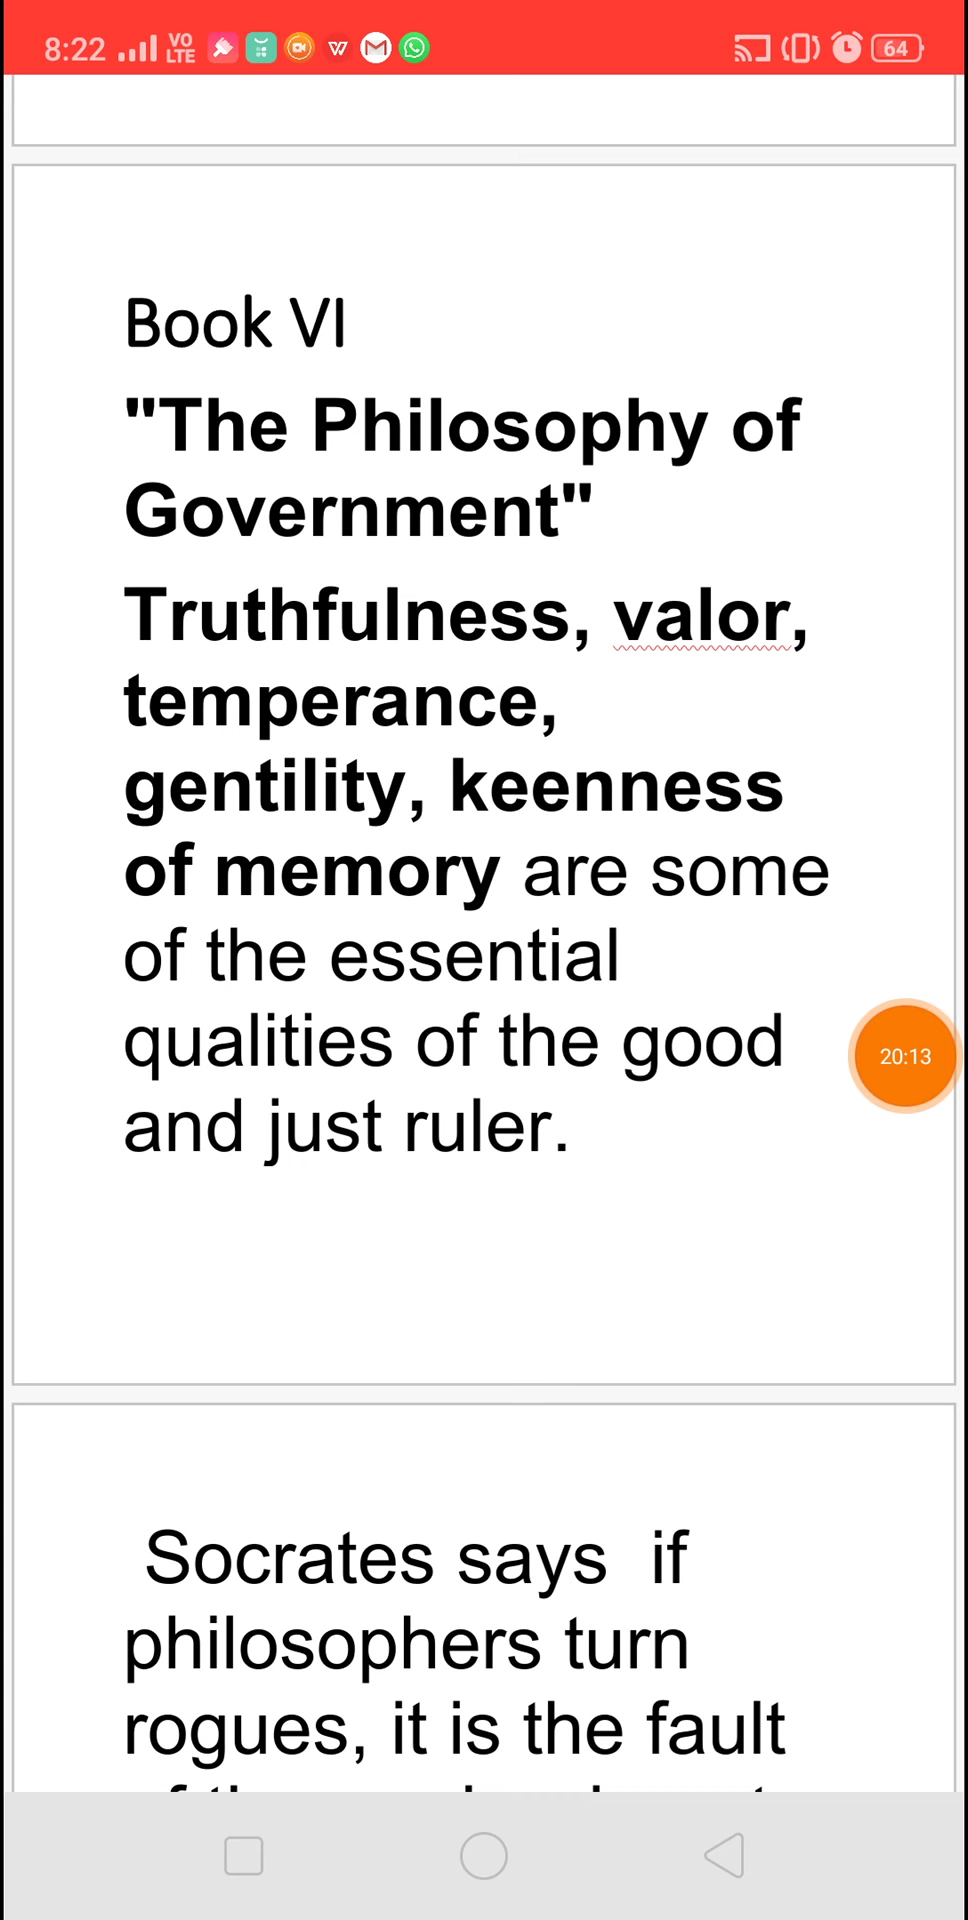 8:22 VO LTE 64
Book VI
"The Philosophy of
Government"
Truthfulness, valor,
temperance,
gentility, keenness
of memory are some
of the essential
qualities of the good
and just ruler.
20:13
Socrates says  if
philosophers turn
rogues, it is the fault